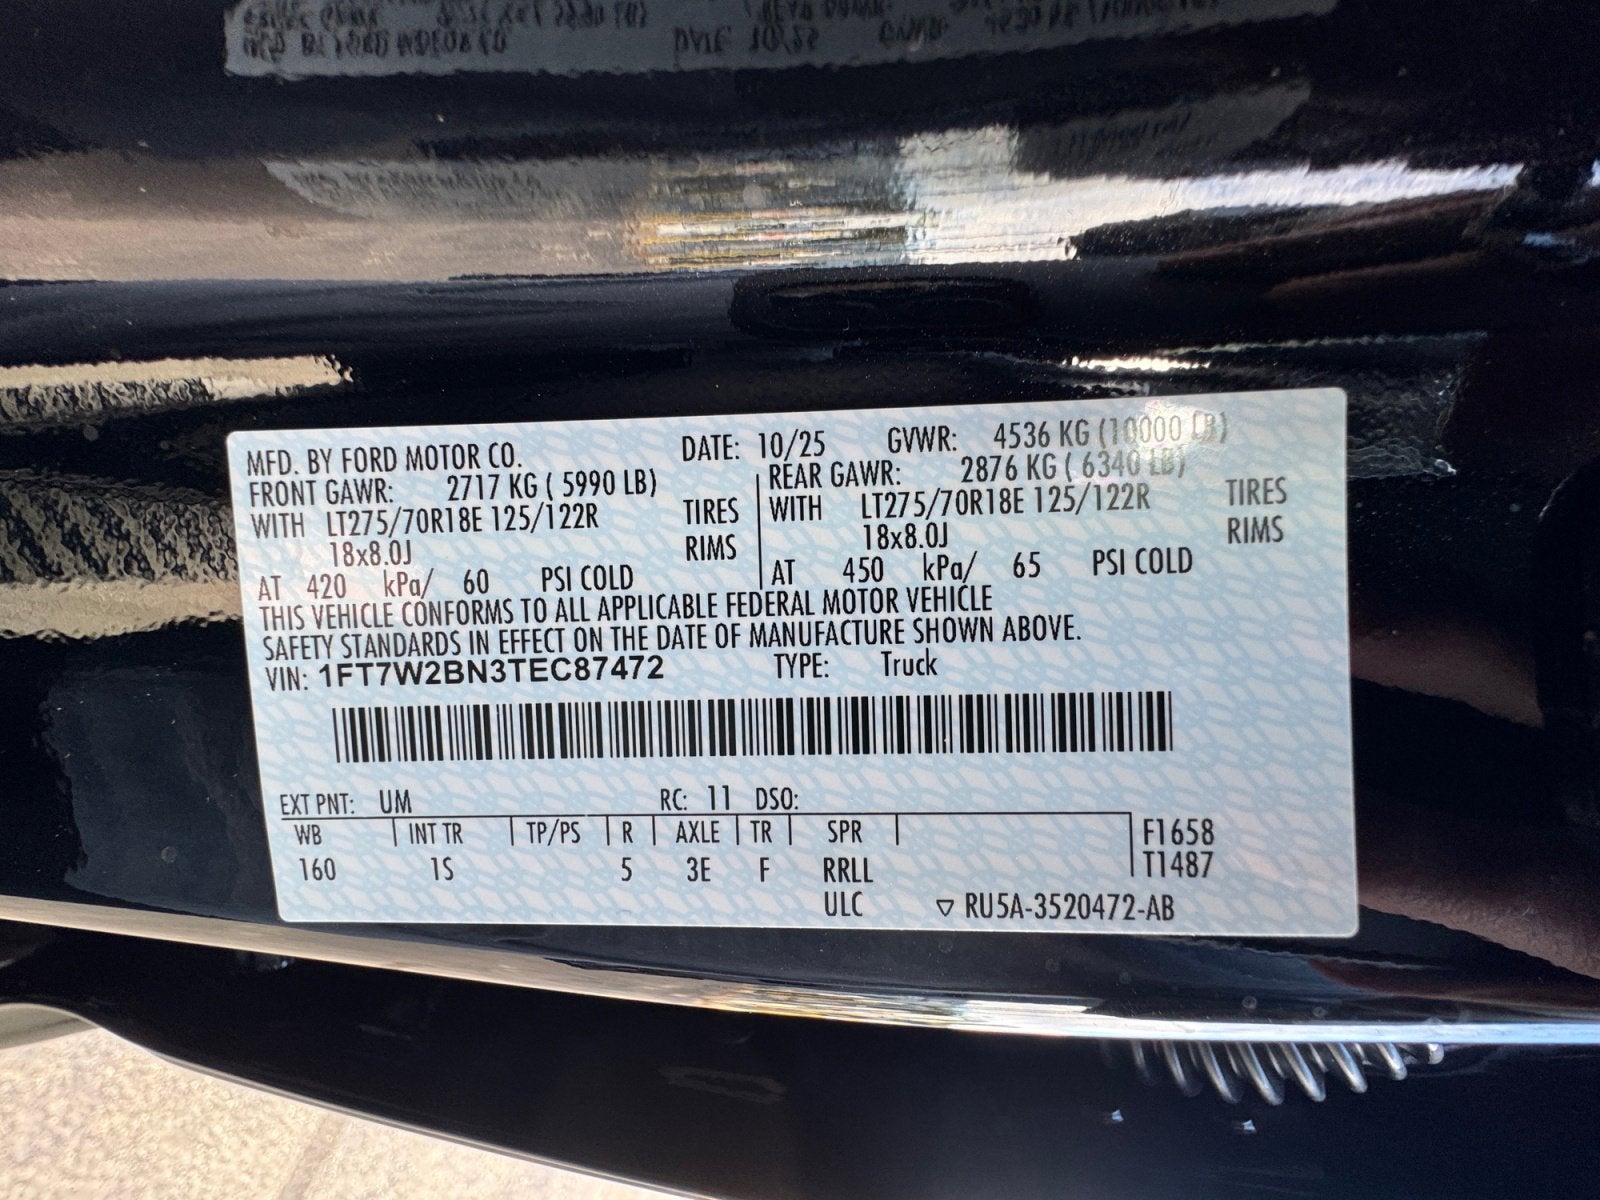 MFD. BY FORD MOTOR CO. DATE: 10/25 GVWR: 4536 KG (10000 LB)
FRONT GAWR: 2717 KG ( 5990 LB) REAR GAWR: 2876 KG ( 6340 LB)
WITH LT275/70R18E 125/122R TIRES WITH LT275/70R18E 125/122R TIRES
18x8.0J RIMS 18x8.0J RIMS
AT 420 kPa/ 60 PSI COLD AT 450 kPa/ 65 PSI COLD
THIS VEHICLE CONFORMS TO ALL APPLICABLE FEDERAL MOTOR VEHICLE
SAFETY STANDARDS IN EFFECT ON THE DATE OF MANUFACTURE SHOWN ABOVE.
VIN: 1FT7W2BN3TEC87472 TYPE: Truck
EXT PNT: UM RC: 11 DSO:
WB INT TR TP/PS R AXLE TR SPR F1658
160 1S 5 3E F RRLL T1487
ULC ▽ RU5A-3520472-AB